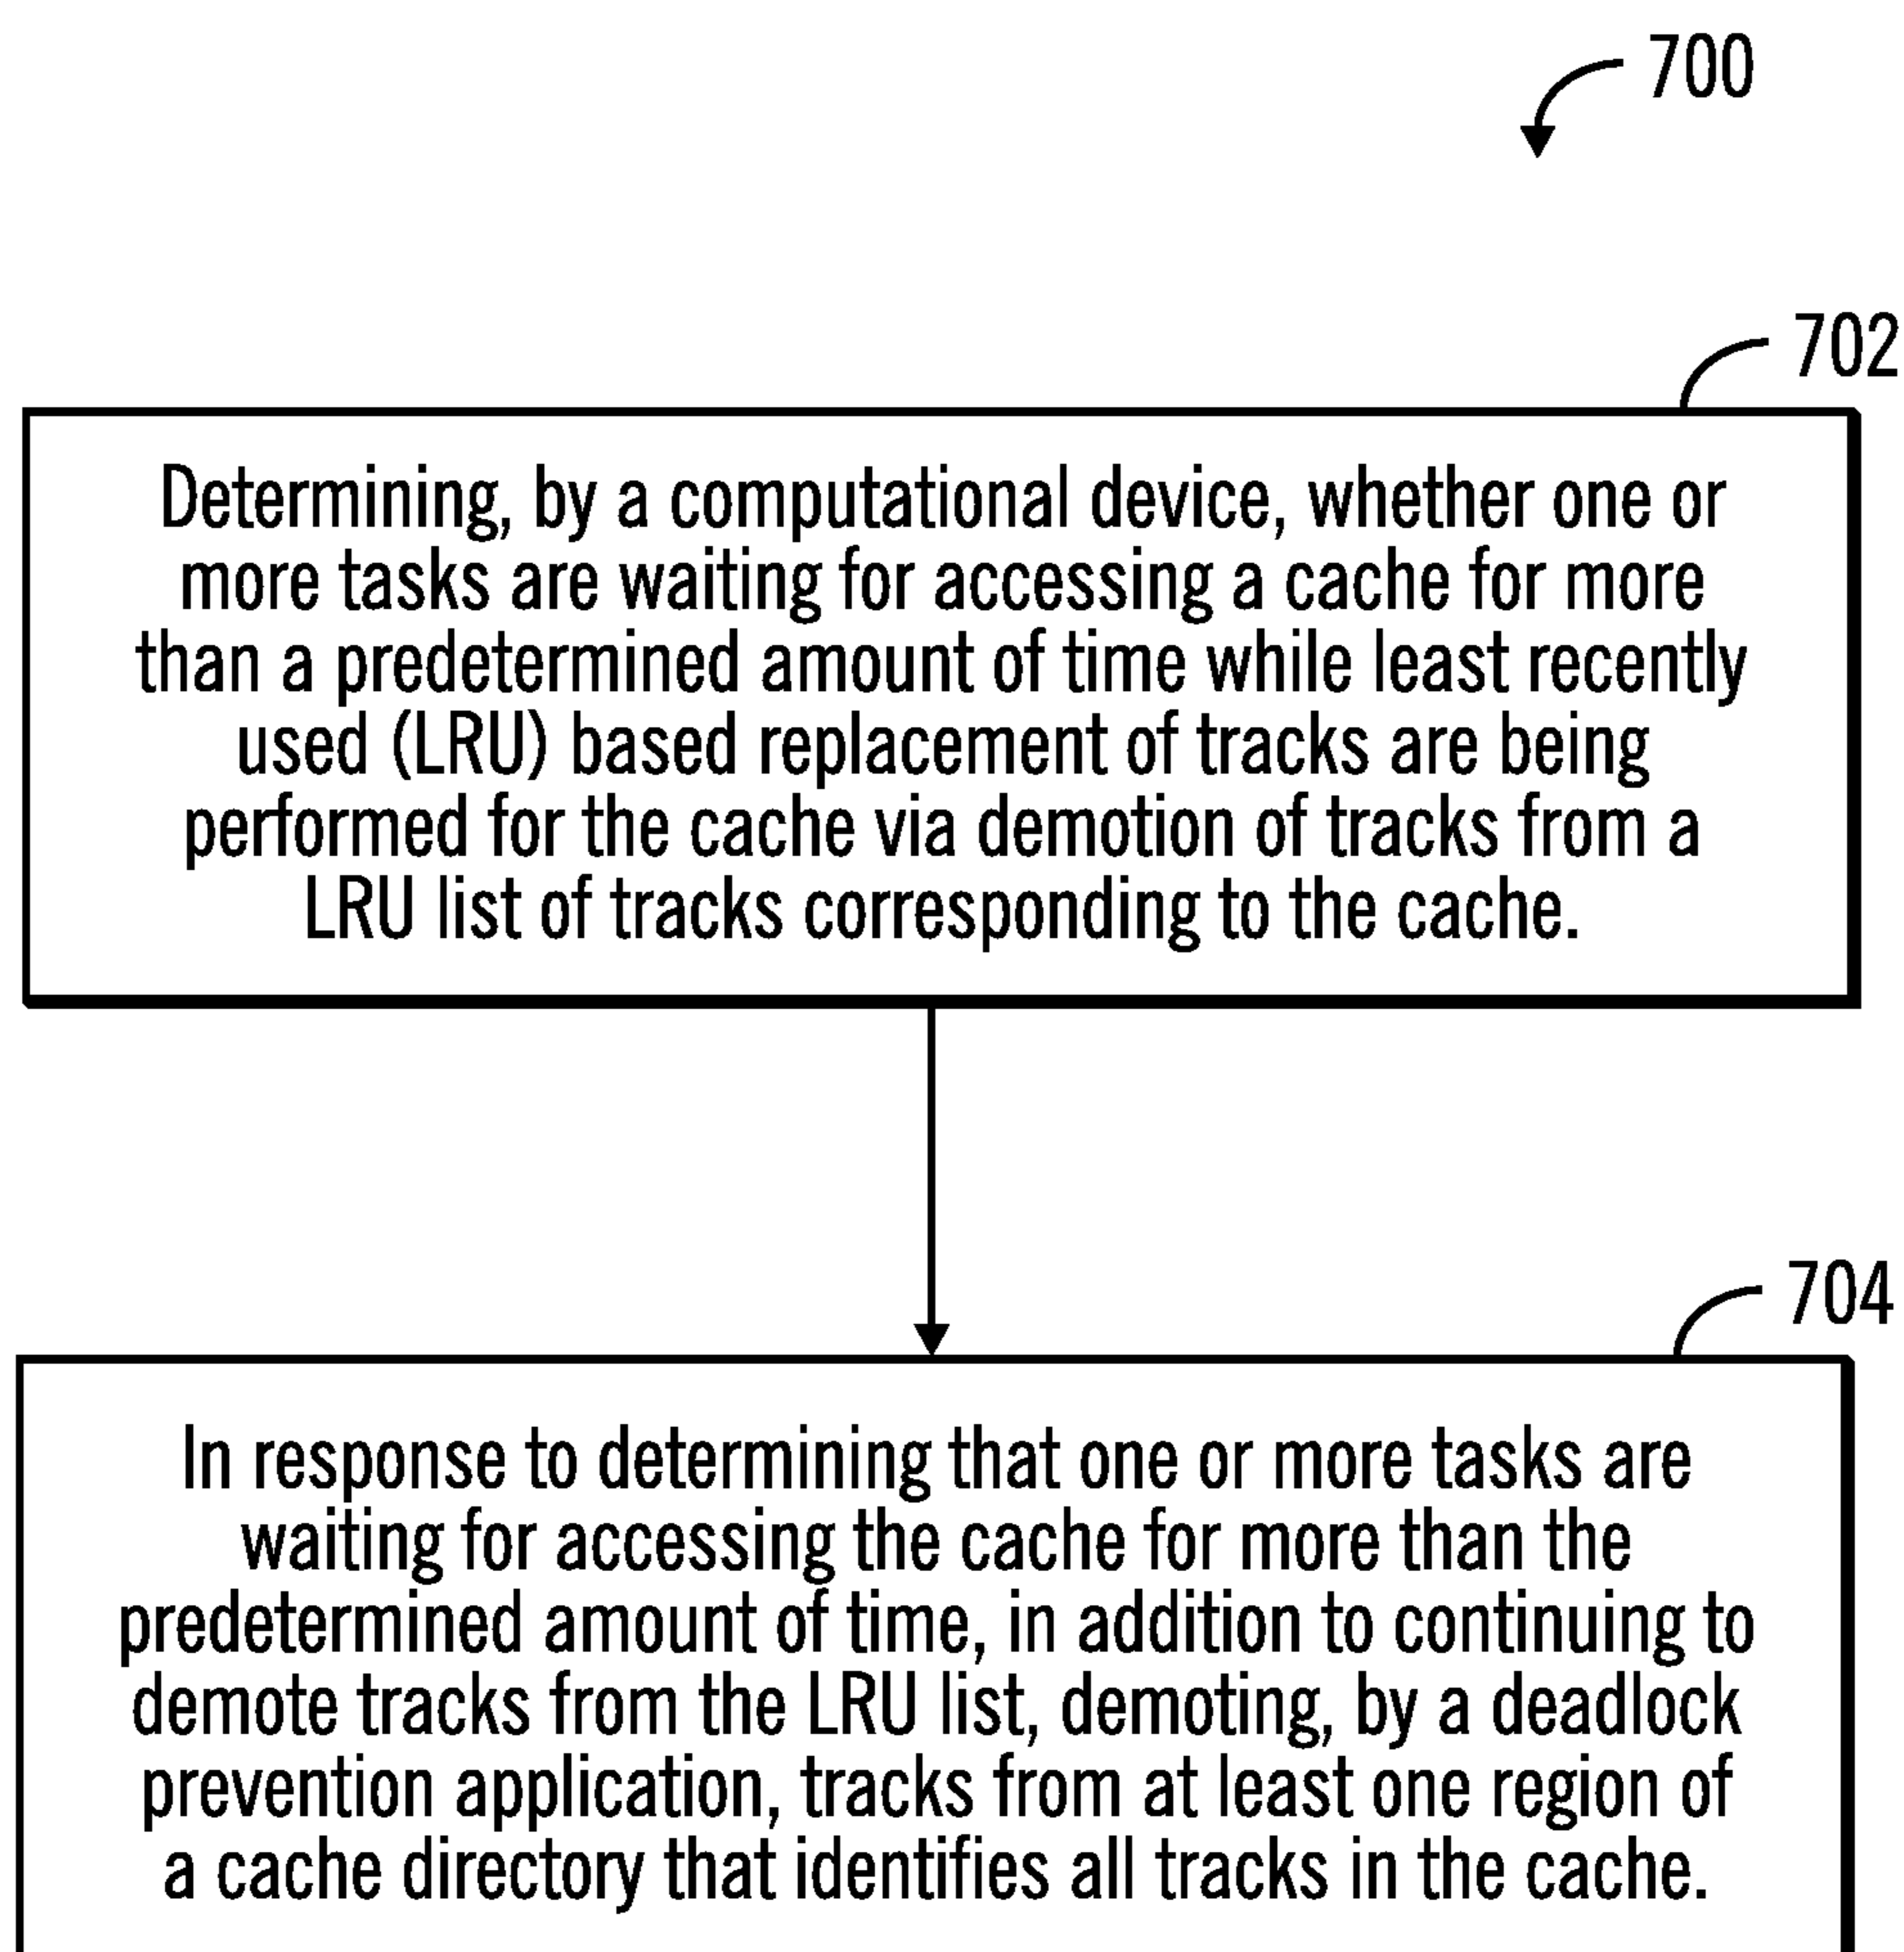 700
702
Determining, by a computational device, whether one or
more tasks are waiting for accessing a cache for more
than a predetermined amount of time while least recently
used (LRU) based replacement of tracks are being
performed for the cache via demotion of tracks from a
LRU list of tracks corresponding to the cache.
704
In response to determining that one or more tasks are
waiting for accessing the cache for more than the
predetermined amount of time, in addition to continuing to
demote tracks from the LRU list, demoting, by a deadlock
prevention application, tracks from at least one region of
a cache directory that identifies all tracks in the cache.